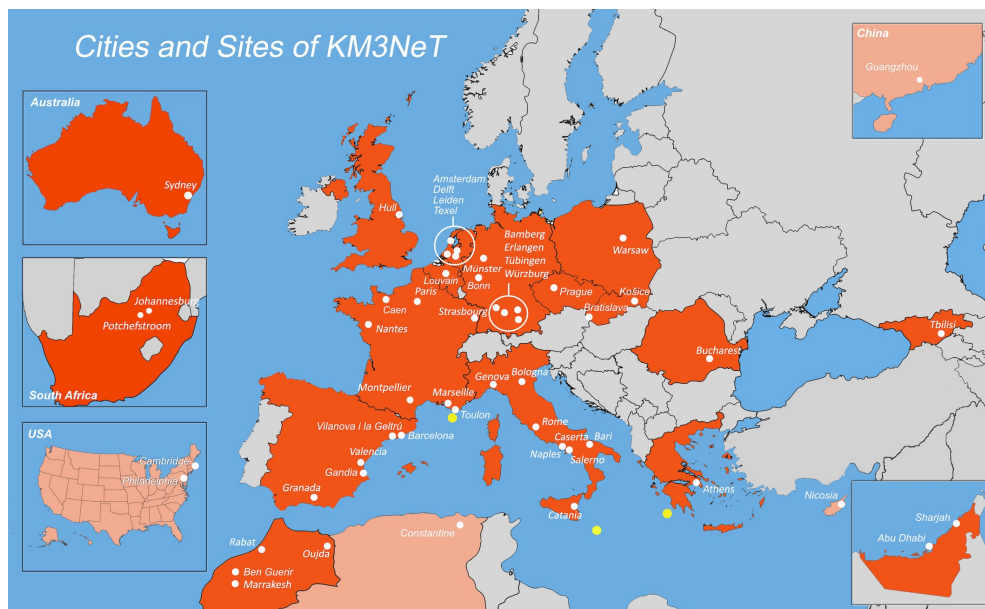 Cities and Sites of KM3NeT
China
Guangzhou
Australia
Sydney
Amsterdam
Delft
Leiden
Texel
Hull
Bamberg
Erlangen
Tübingen
Würzburg
Warsaw
Münster
Louvain
Bonn
Paris
Prague
Košice
Caen
Strasbourg
Bratislava
Nantes
Johannesburg
Potchefstroom
South Africa
Tbilisi
Bucharest
Genova
Bologna
Montpellier
Marseille
Toulon
Vilanova i la Geltrú
Barcelona
Rome
Caserta
Bari
Naples
Salerno
Valencia
Gandia
Granada
USA
Cambridge
Philadelphia
Athens
Catania
Nicosia
Constantine
Rabat
Oujda
Ben Guerir
Marrakesh
Sharjah
Abu Dhabi